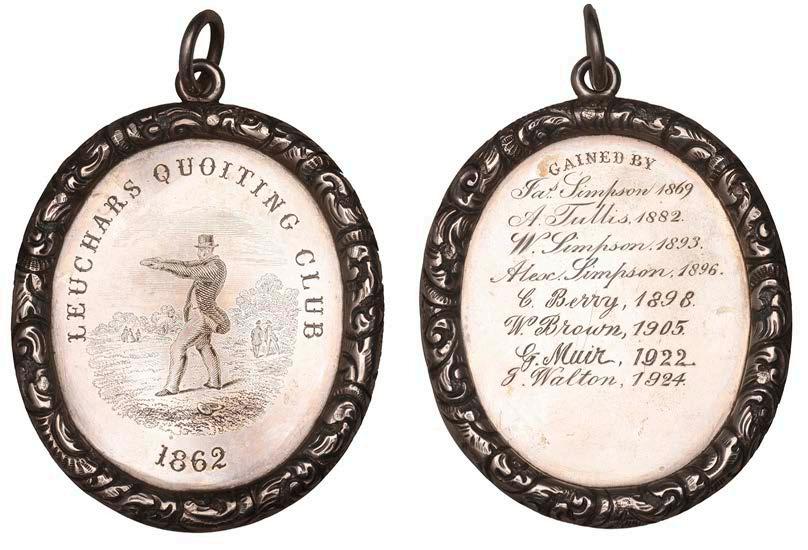 LEUCHARS QUOITING CLUB
1862
GAINED BY
Jas. Simpson 1869
A. Tullis, 1882.
W. Simpson, 1893.
Alex. Simpson, 1896.
C. Berry, 1898.
W. Brown, 1905.
G. Muir, 1922
J. Walton, 1924